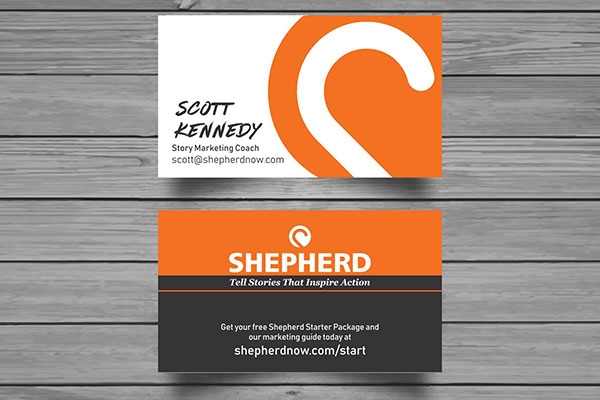 SCOTT
KENNEDY
Story Marketing Coach
scott@shepherdnow.com
SHEPHERD
Tell Stories That Inspire Action
Get your free Shepherd Starter Package and
our marketing guide today at
shepherdnow.com/start